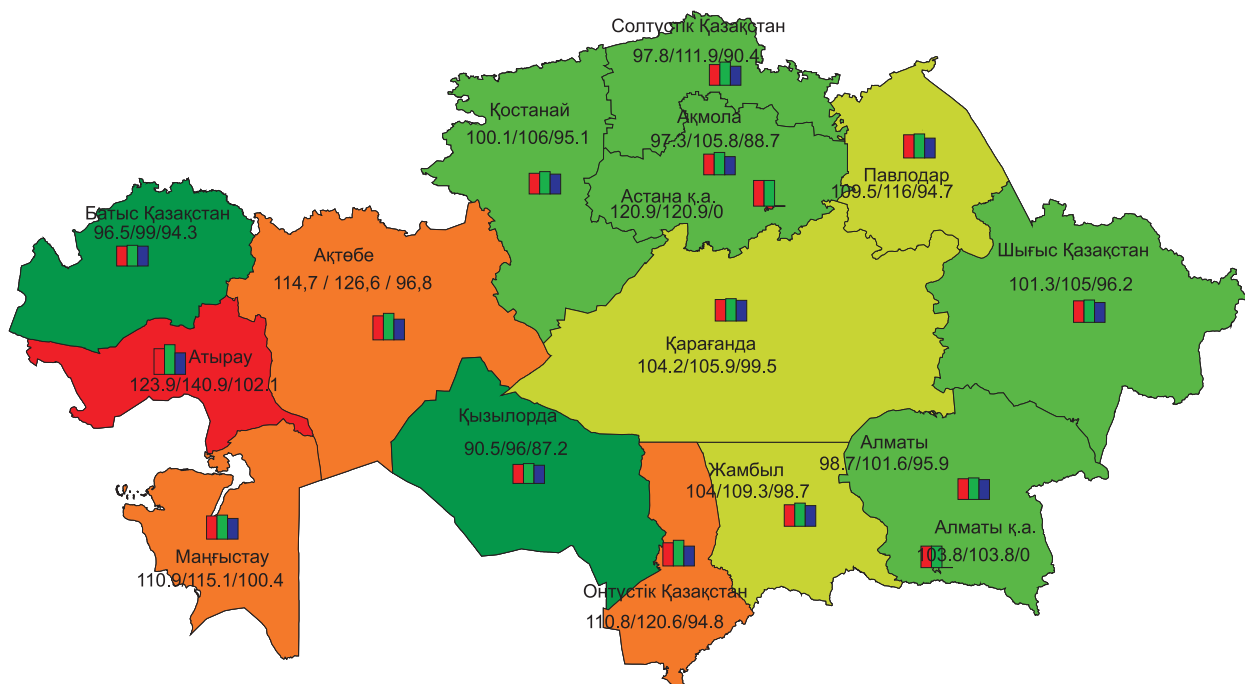 Солтүстік Қазақстан
97.8/111.9/90.4
Қостанай
100.1/106/95.1
Ақмола
97.3/105.8/88.7
Павлодар
109.5/116/94.7
Астана қ.а.
120.9/120.9/0
Батыс Қазақстан
96.5/99/94.3
Ақтөбе
114,7 / 126,6 / 96,8
Шығыс Қазақстан
101.3/105/96.2
Қарағанда
104.2/105.9/99.5
Атырау
123.9/140.9/102.1
Қызылорда
90.5/96/87.2
Алматы
98.7/101.6/95.9
Жамбыл
104/109.3/98.7
Алматы қ.а.
103.8/103.8/0
Маңғыстау
110.9/115.1/100.4
Онтүстік Қазақстан
110.8/120.6/94.8